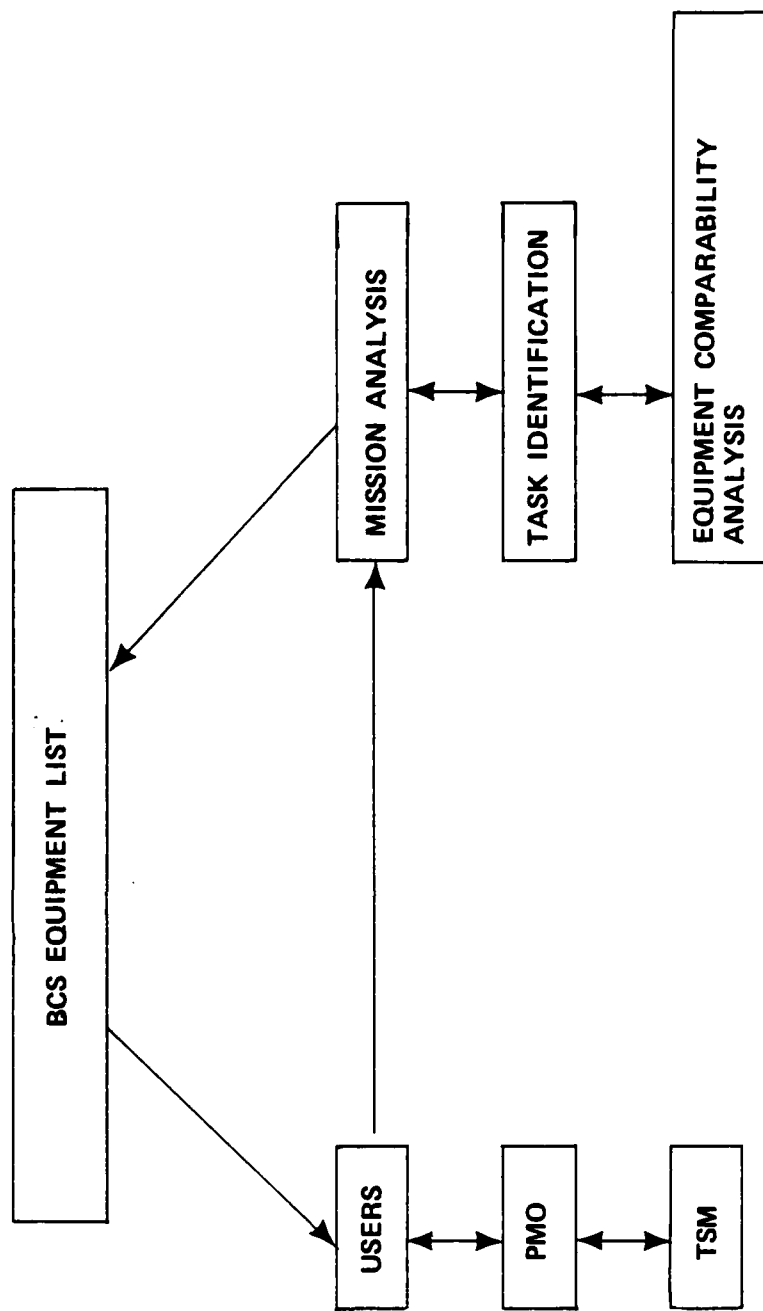 BCS EQUIPMENT LIST
USERS
PMO
TSM
MISSION ANALYSIS
TASK IDENTIFICATION
EQUIPMENT COMPARABILITY
ANALYSIS